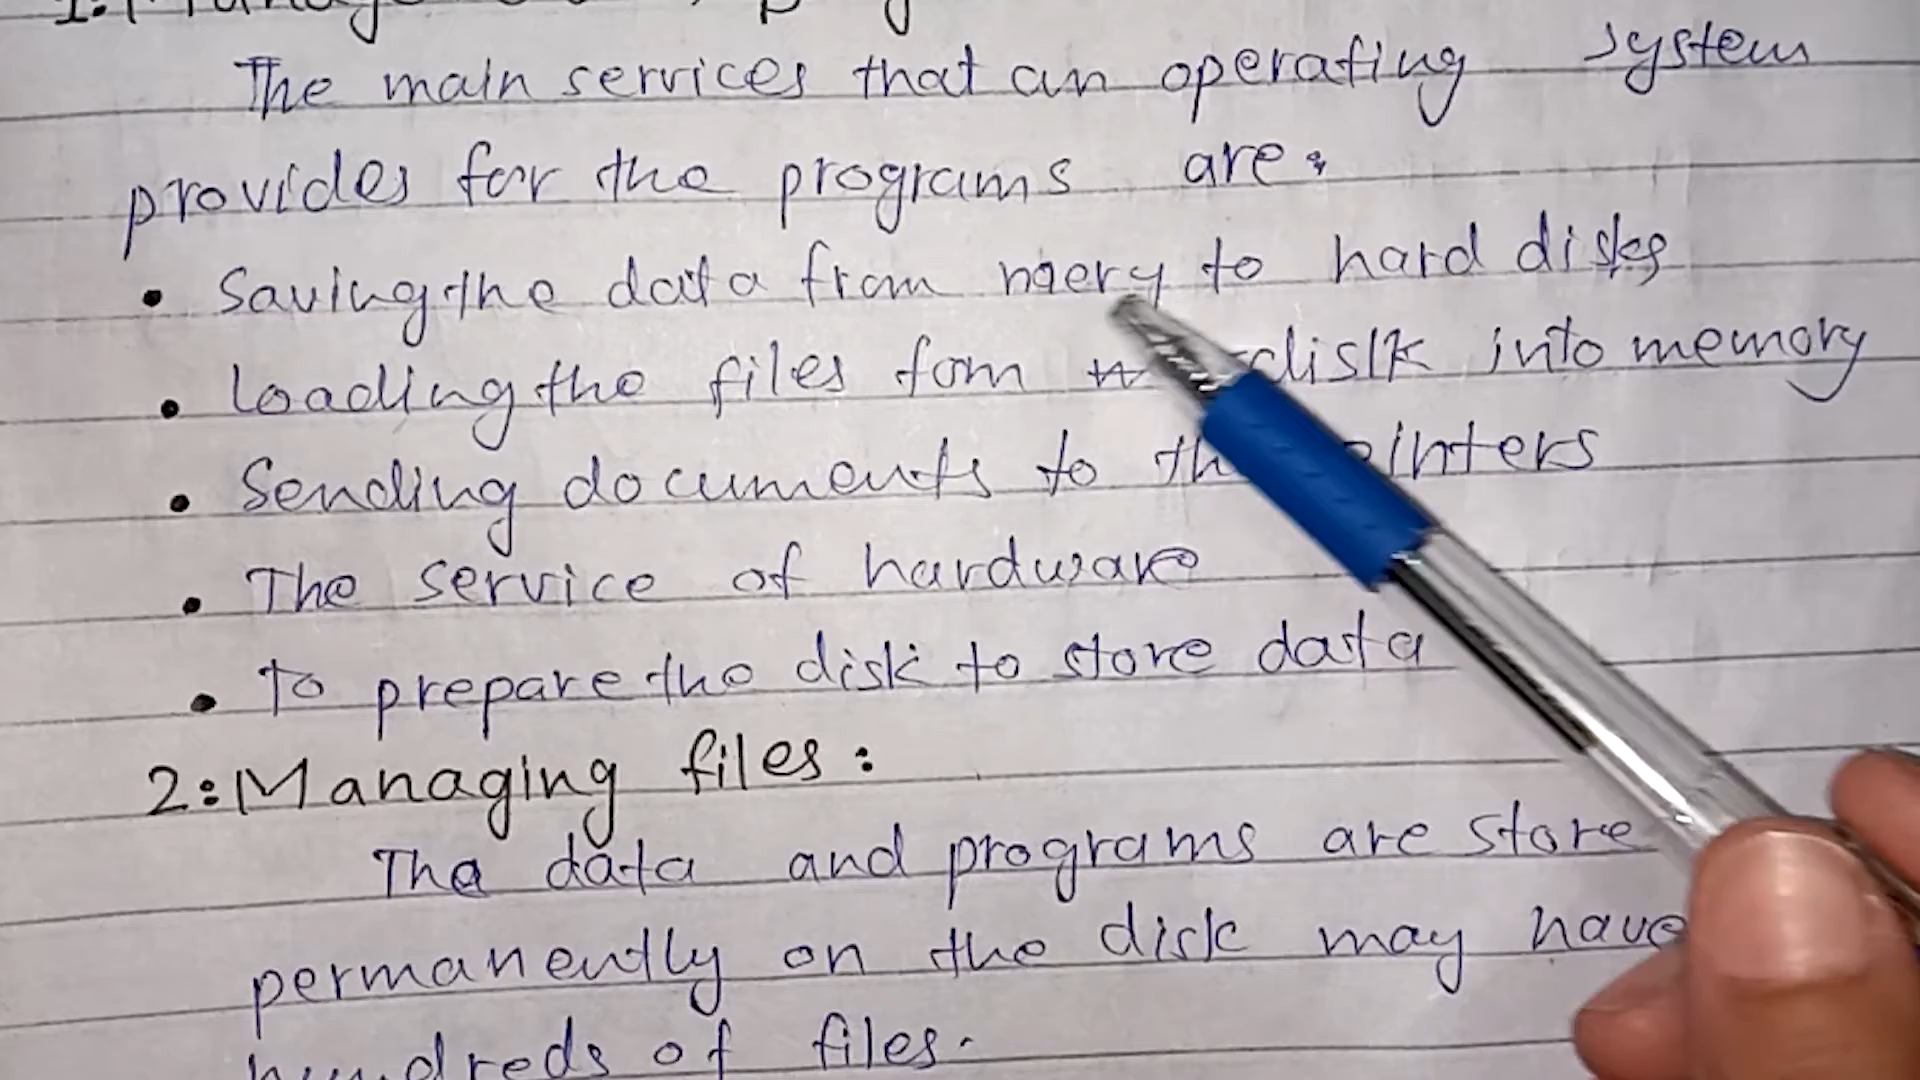 The main services that an operating system
provides for the programs are:
• Saving the data from mery to hard disks
• Loading the files fom disk into memory
• Sending documents to
• The service of hardware
• To prepare the disk to store data
2: Managing files:
The data and programs are store
permanently on the disk may have
hundreds of files.